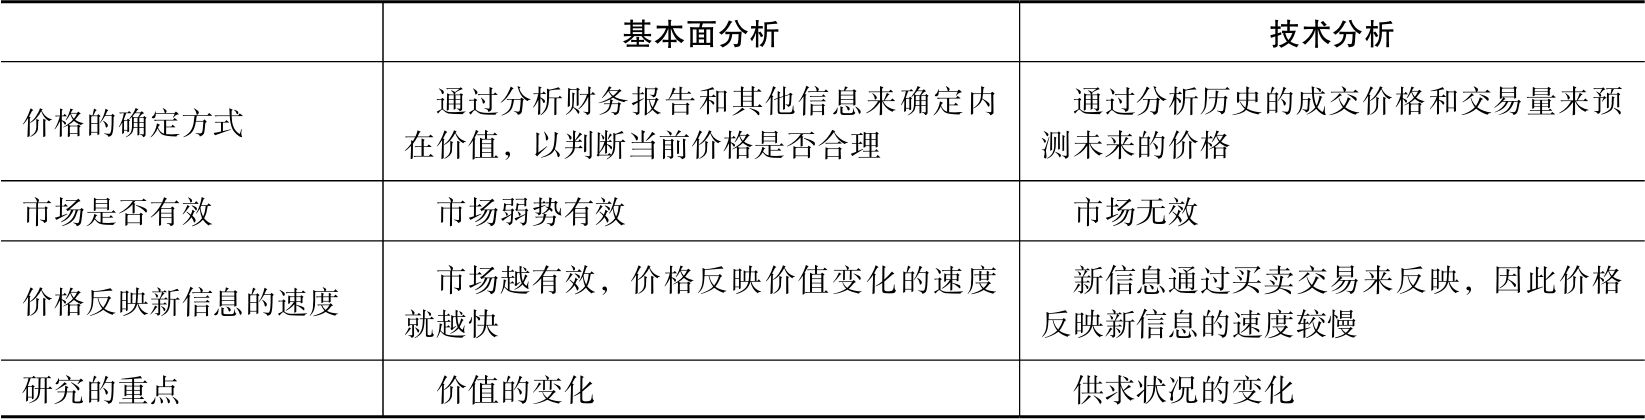 基本面分析 技术分析
价格的确定方式
通过分析财务报告和其他信息来确定内
在价值，以判断当前价格是否合理
通过分析历史的成交价格和交易量来预
测未来的价格
市场是否有效 市场弱势有效 市场无效
价格反映新信息的速度
市场越有效，价格反映价值变化的速度
就越快
新信息通过买卖交易来反映，因此价格
反映新信息的速度较慢
研究的重点 价值的变化 供求状况的变化